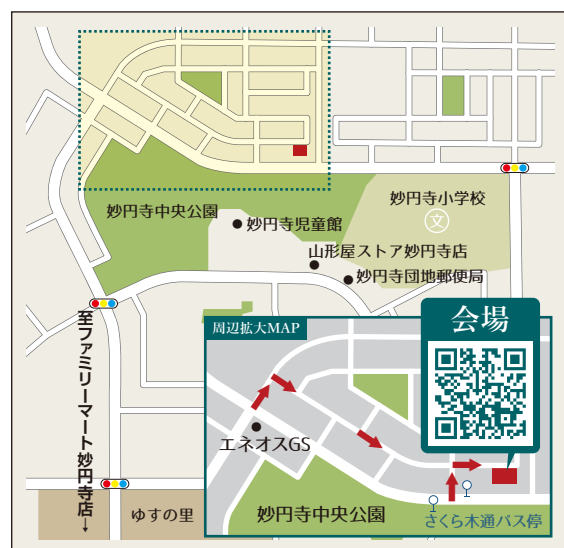 妙円寺中央公園
妙円寺児童館
妙円寺小学校
文
山形屋ストア妙円寺店
妙円寺団地郵便局
至ファミリーマート妙円寺店→
ゆすの里
周辺拡大MAP
会場
エネオスGS
妙円寺中央公園
さくら木通バス停